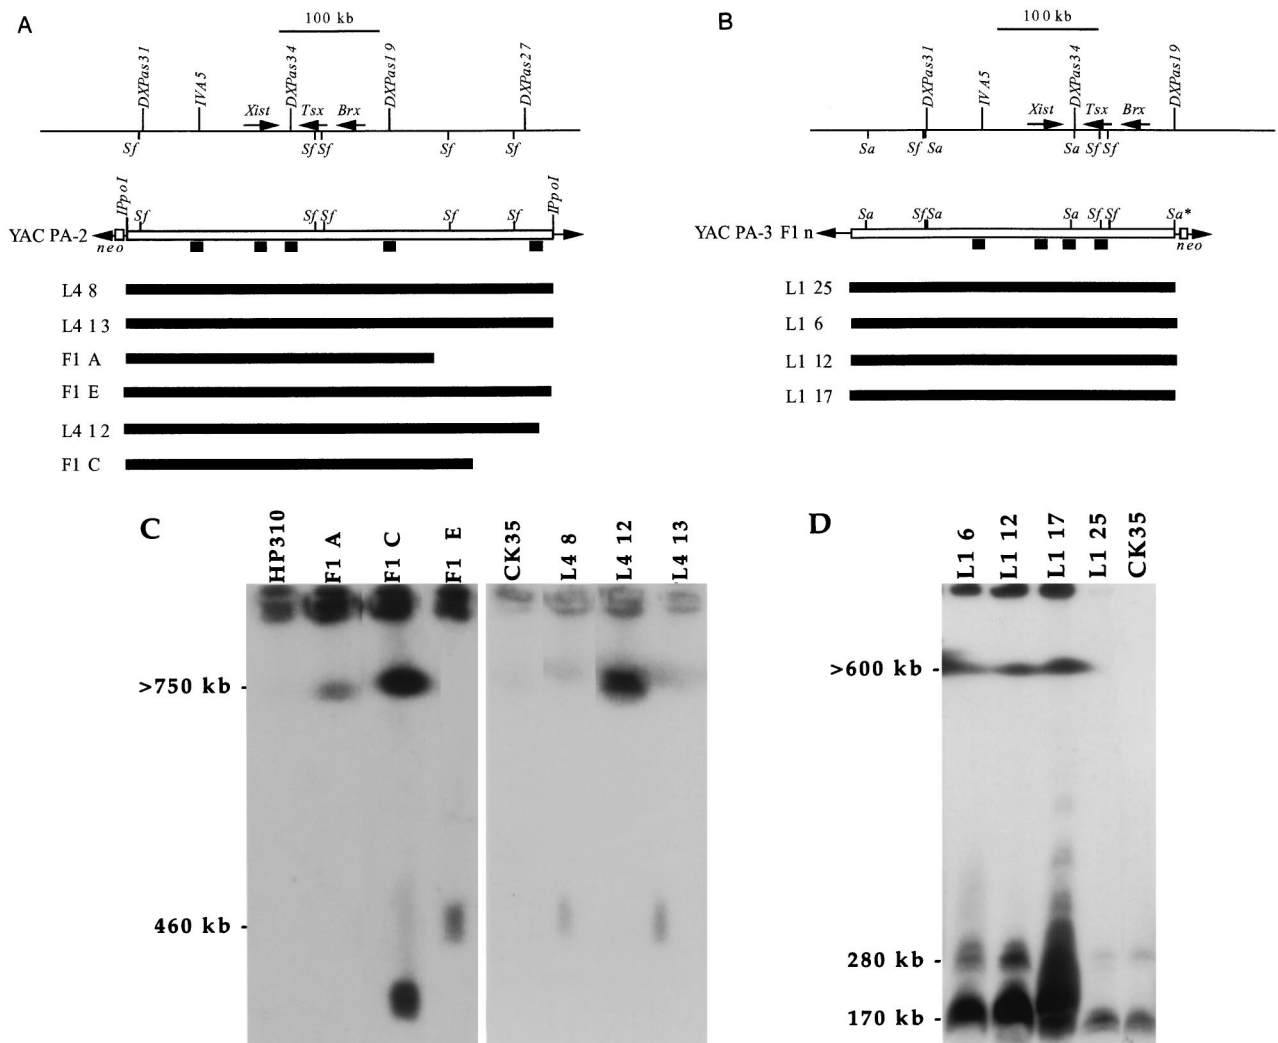 A
100 kb
DXPas31
IVA5
Xist
DXPas34
Tsx
Brx
DXPas19
DXPas27
Sf
Sf Sf
Sf
Sf
IPpoI
Sf
Sf Sf
Sf
Sf
IPpoI
YAC PA-2
neo
L4 8
L4 13
F1 A
F1 E
L4 12
F1 C
B
100 kb
DXPas31
IVA5
Xist
DXPas34
Tsx
Brx
DXPas19
Sa
Sf Sa
Sa Sf Sf
Sa
SfSa
Sa
Sf Sf
Sa*
YAC PA-3 F1 n
neo
L1 25
L1 6
L1 12
L1 17
C
HP310
F1 A
F1 C
F1 E
CK35
L4 8
L4 12
L4 13
>750 kb -
460 kb -
D
L1 6
L1 12
L1 17
L1 25
CK35
>600 kb -
280 kb -
170 kb -